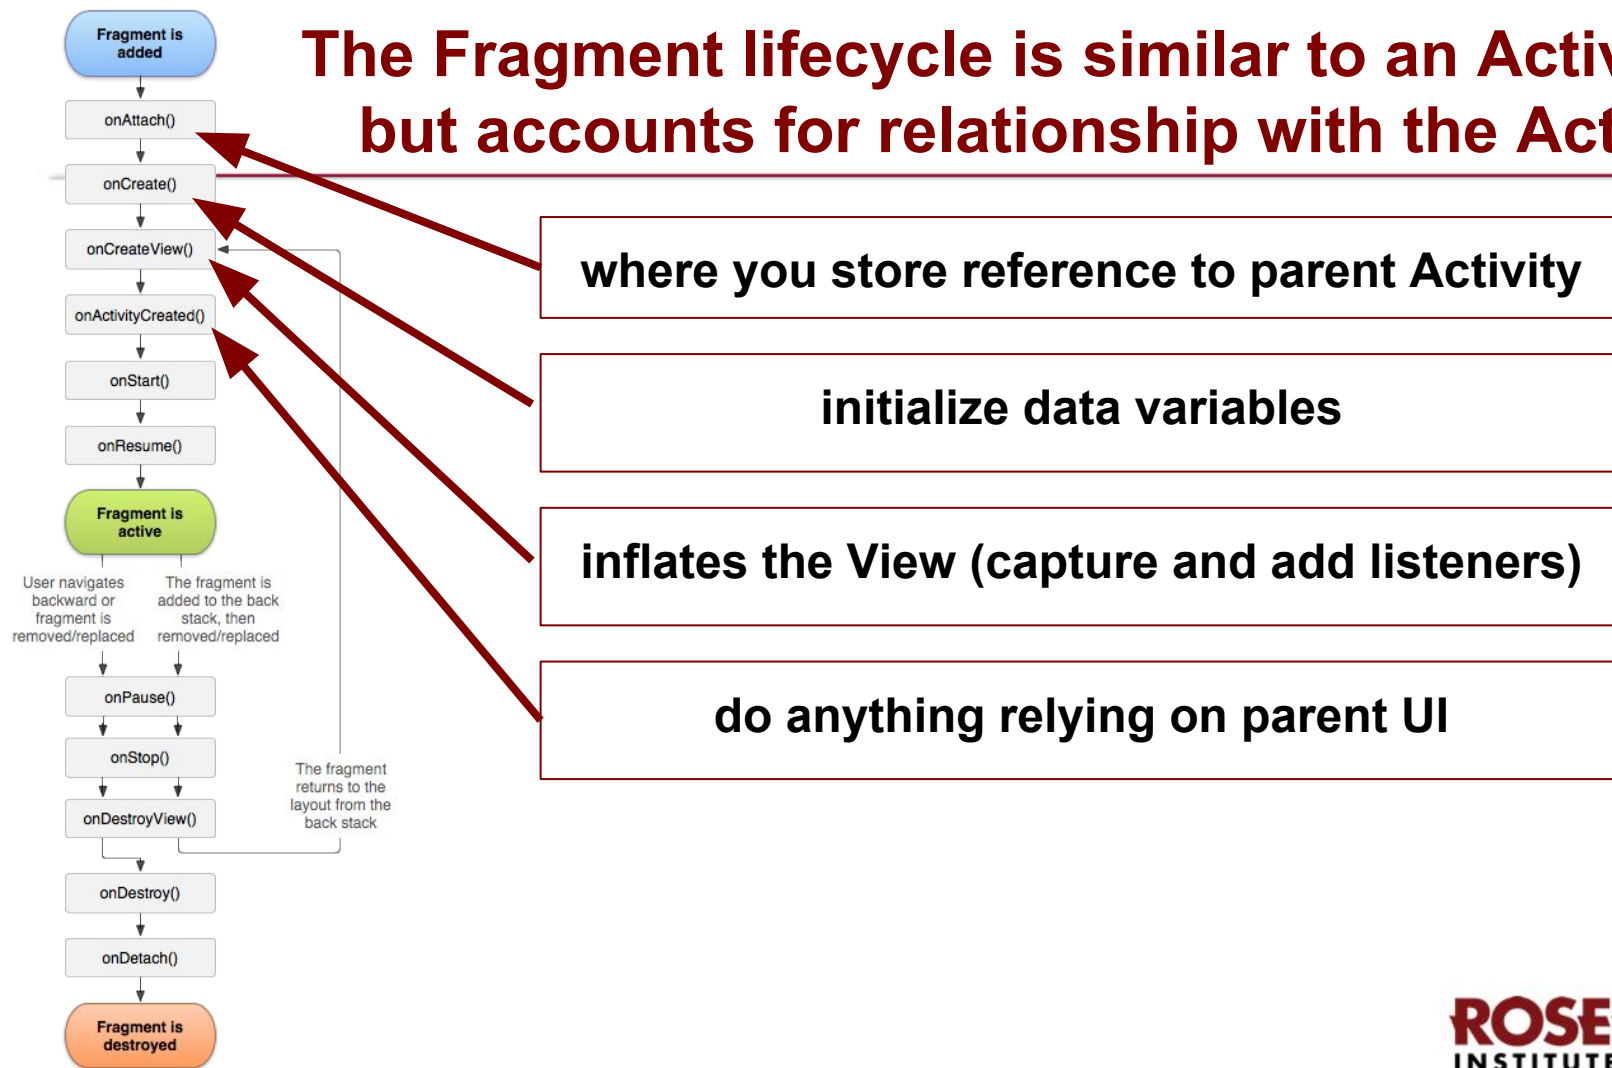 The Fragment lifecycle is similar to an Activ
but accounts for relationship with the Act
Fragment is
added
onAttach()
onCreate()
onCreateView()
onActivityCreated()
onStart()
onResume()
Fragment is
active
User navigates
backward or
fragment is
removed/replaced
The fragment is
added to the back
stack, then
removed/replaced
onPause()
onStop()
onDestroyView()
The fragment
returns to the
layout from the
back stack
onDestroy()
onDetach()
Fragment is
destroyed
where you store reference to parent Activity
initialize data variables
inflates the View (capture and add listeners)
do anything relying on parent UI
ROSE
INSTITUTE